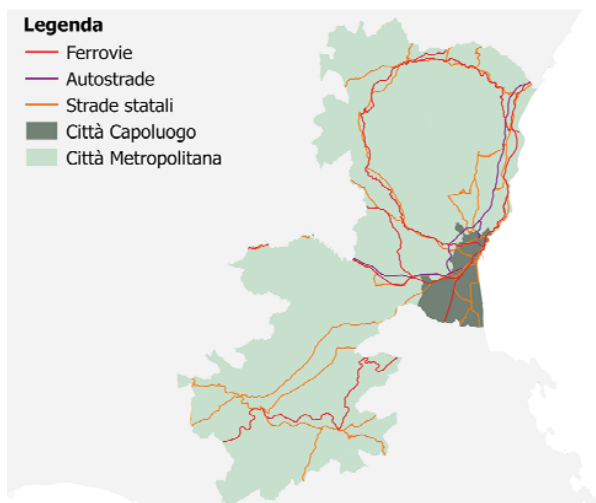 Legenda
Ferrovie
Autostrade
Strade statali
Città Capoluogo
Città Metropolitana